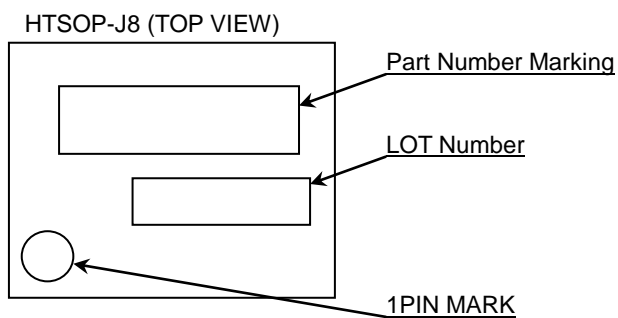 HTSOP-J8 (TOP VIEW)
Part Number Marking
LOT Number
1PIN MARK